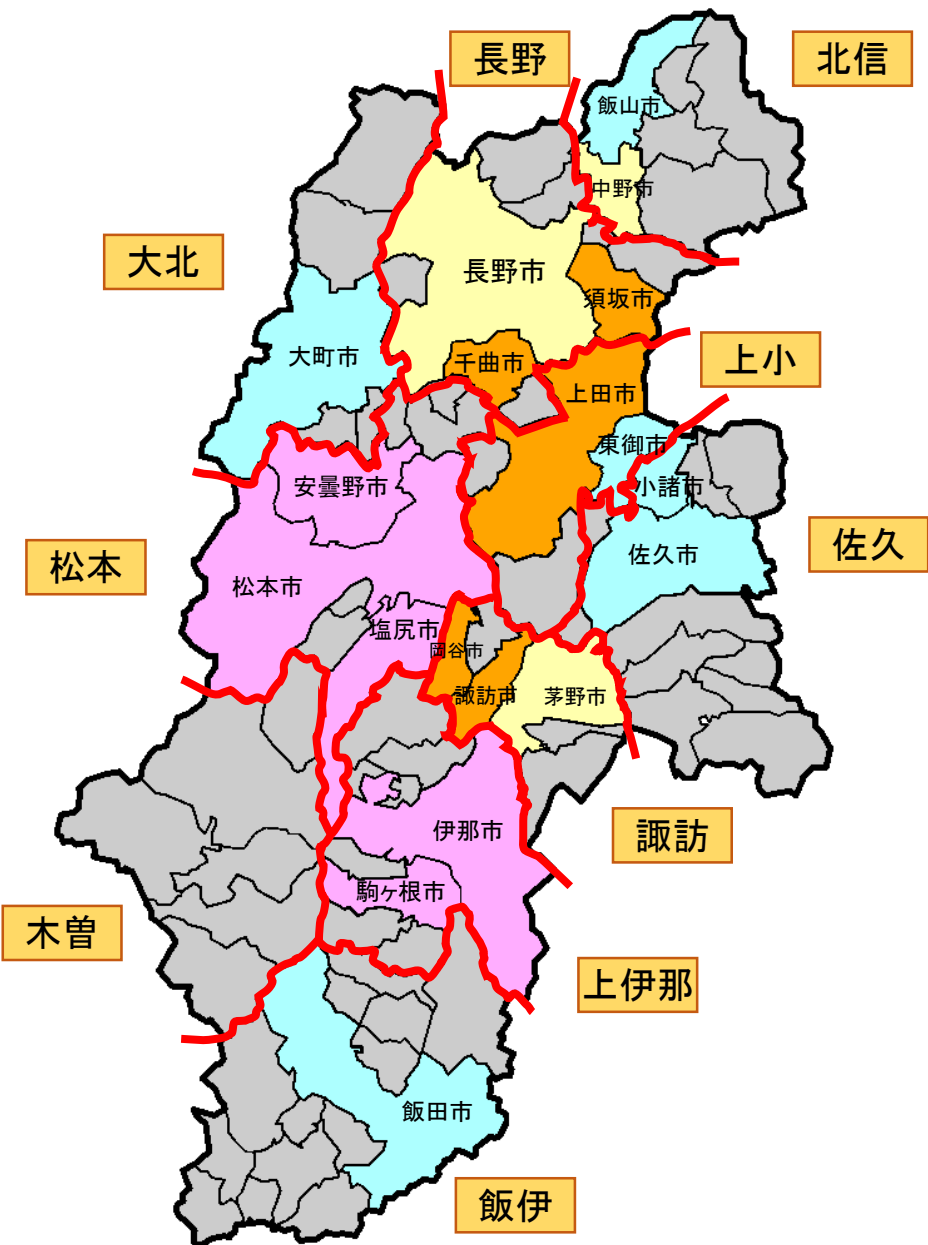 長野
北信
飯山市
中野市
大北
長野市
須坂市
大町市
千曲市
上田市
上小
東御市
安曇野市
小諸市
佐久
松本
松本市
佐久市
塩尻市
岡谷市
諏訪市
茅野市
伊那市
諏訪
駒ヶ根市
木曽
上伊那
飯田市
飯伊